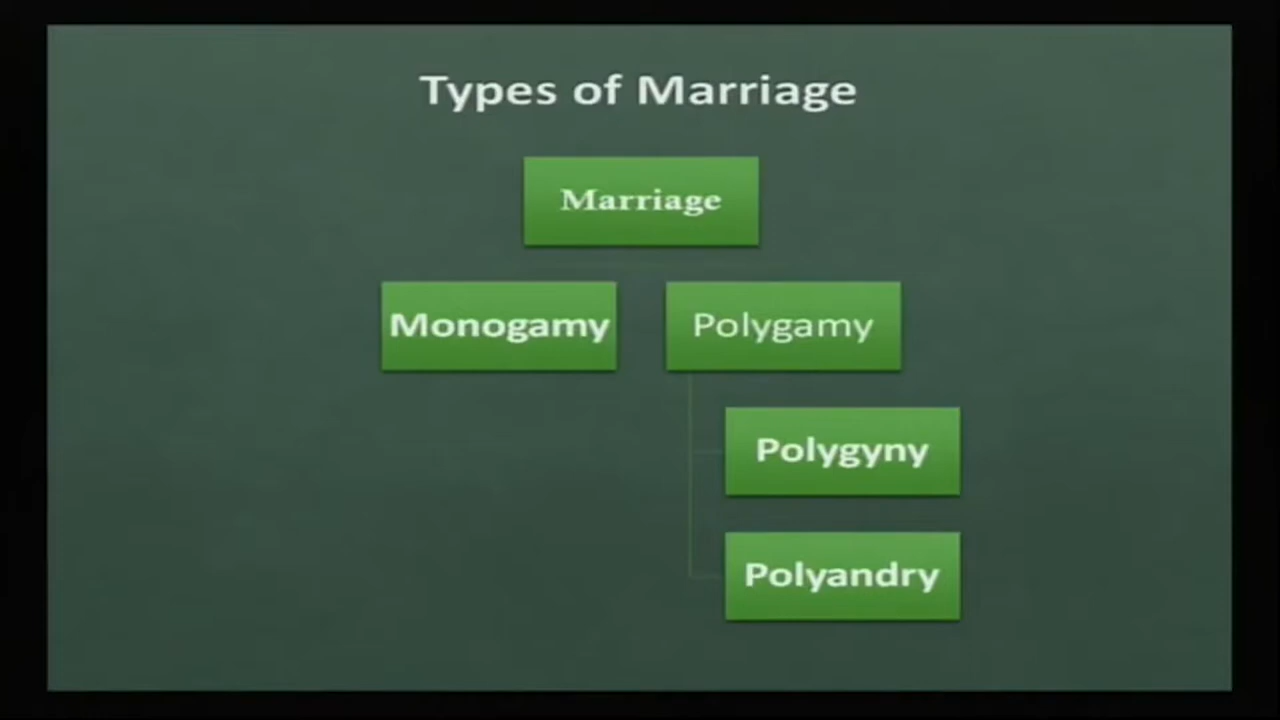 Types of Marriage
Marriage
Monogamy
Polygamy
Polygyny
Polyandry